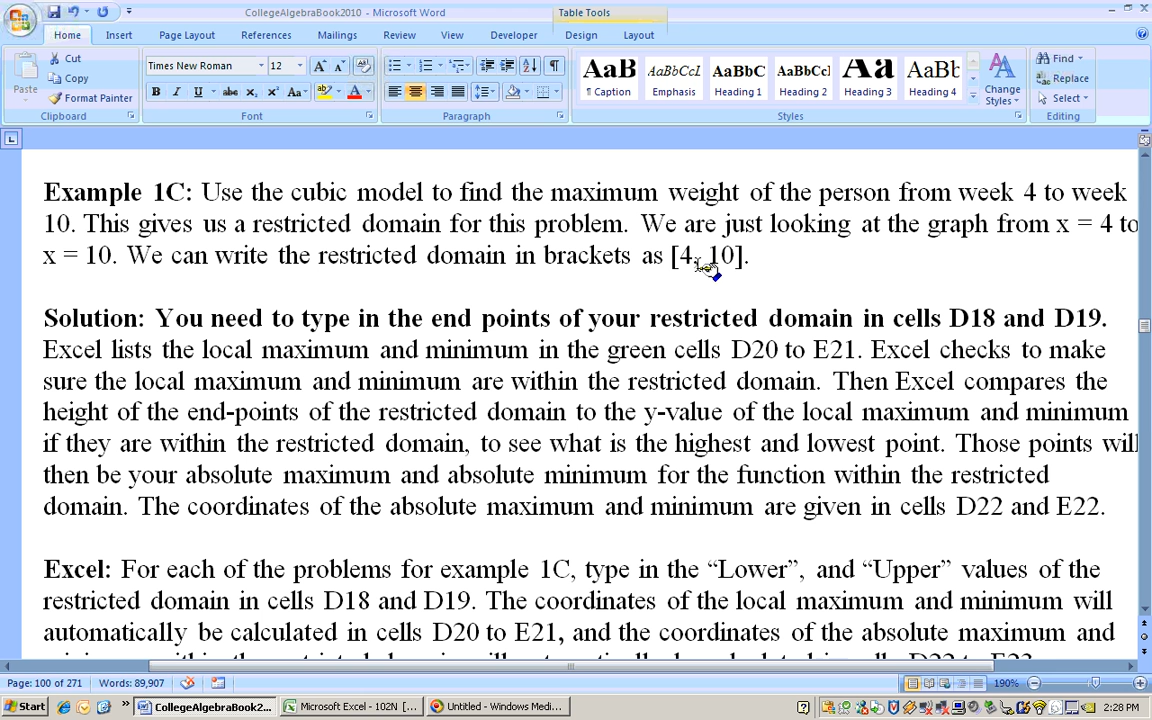 CollegeAlgebraBook2010 - Microsoft Word Table Tools
Home Insert Page Layout References Mailings Review View Developer Design Layout
Paste Cut Copy Format Painter Clipboard
Times New Roman 12 Font
Paragraph
AaB AaBbCcL AaBbC AaBbCc AaB AaBb
¶ Caption Emphasis Heading 1 Heading 2 Heading 3 Heading 4 Change Styles Styles
Find Replace Select Editing
Example 1C: Use the cubic model to find the maximum weight of the person from week 4 to week
10. This gives us a restricted domain for this problem. We are just looking at the graph from x = 4 to
x = 10. We can write the restricted domain in brackets as [4, 10].
Solution: You need to type in the end points of your restricted domain in cells D18 and D19.
Excel lists the local maximum and minimum in the green cells D20 to E21. Excel checks to make
sure the local maximum and minimum are within the restricted domain. Then Excel compares the
height of the end-points of the restricted domain to the y-value of the local maximum and minimum
if they are within the restricted domain, to see what is the highest and lowest point. Those points will
then be your absolute maximum and absolute minimum for the function within the restricted
domain. The coordinates of the absolute maximum and minimum are given in cells D22 and E22.
Excel: For each of the problems for example 1C, type in the “Lower”, and “Upper” values of the
restricted domain in cells D18 and D19. The coordinates of the local maximum and minimum will
automatically be calculated in cells D20 to E21, and the coordinates of the absolute maximum and
Page: 100 of 271 Words: 89,907 190%
Start CollegeAlgebraBook2... Microsoft Excel - 102N [... Untitled - Windows Medi... 2:28 PM